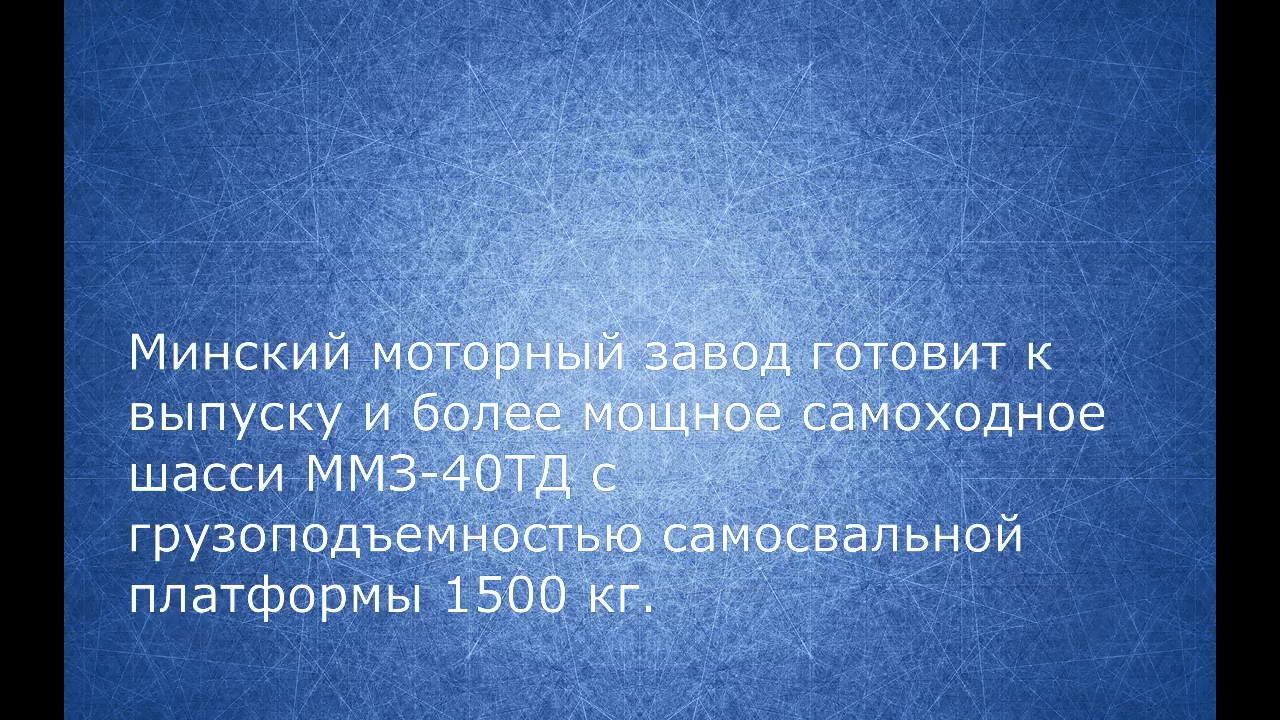 Минский моторный завод готовит к
выпуску и более мощное самоходное
шасси ММЗ-40ТД с
грузоподъемностью самосвальной
платформы 1500 кг.